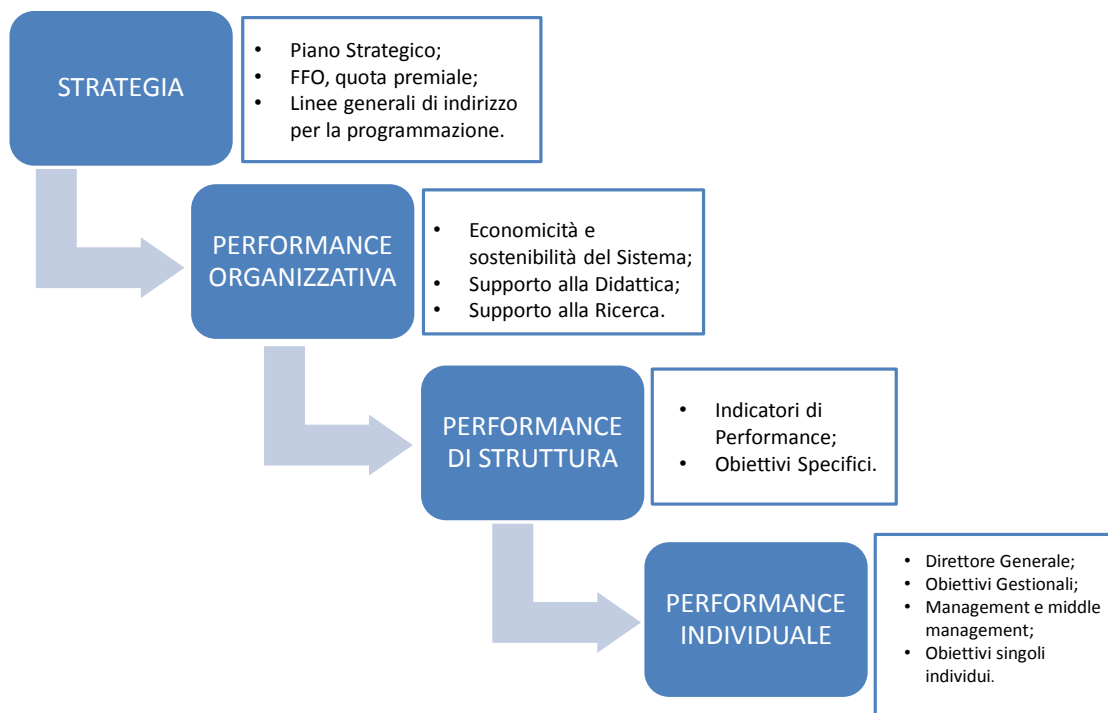 STRATEGIA
• Piano Strategico;
• FFO, quota premiale;
• Linee generali di indirizzo
per la programmazione.
PERFORMANCE
ORGANIZZATIVA
• Economicità e
sostenibilità del Sistema;
• Supporto alla Didattica;
• Supporto alla Ricerca.
PERFORMANCE
DI STRUTTURA
• Indicatori di
Performance;
• Obiettivi Specifici.
PERFORMANCE
INDIVIDUALE
• Direttore Generale;
• Obiettivi Gestionali;
• Management e middle
management;
• Obiettivi singoli
individui.